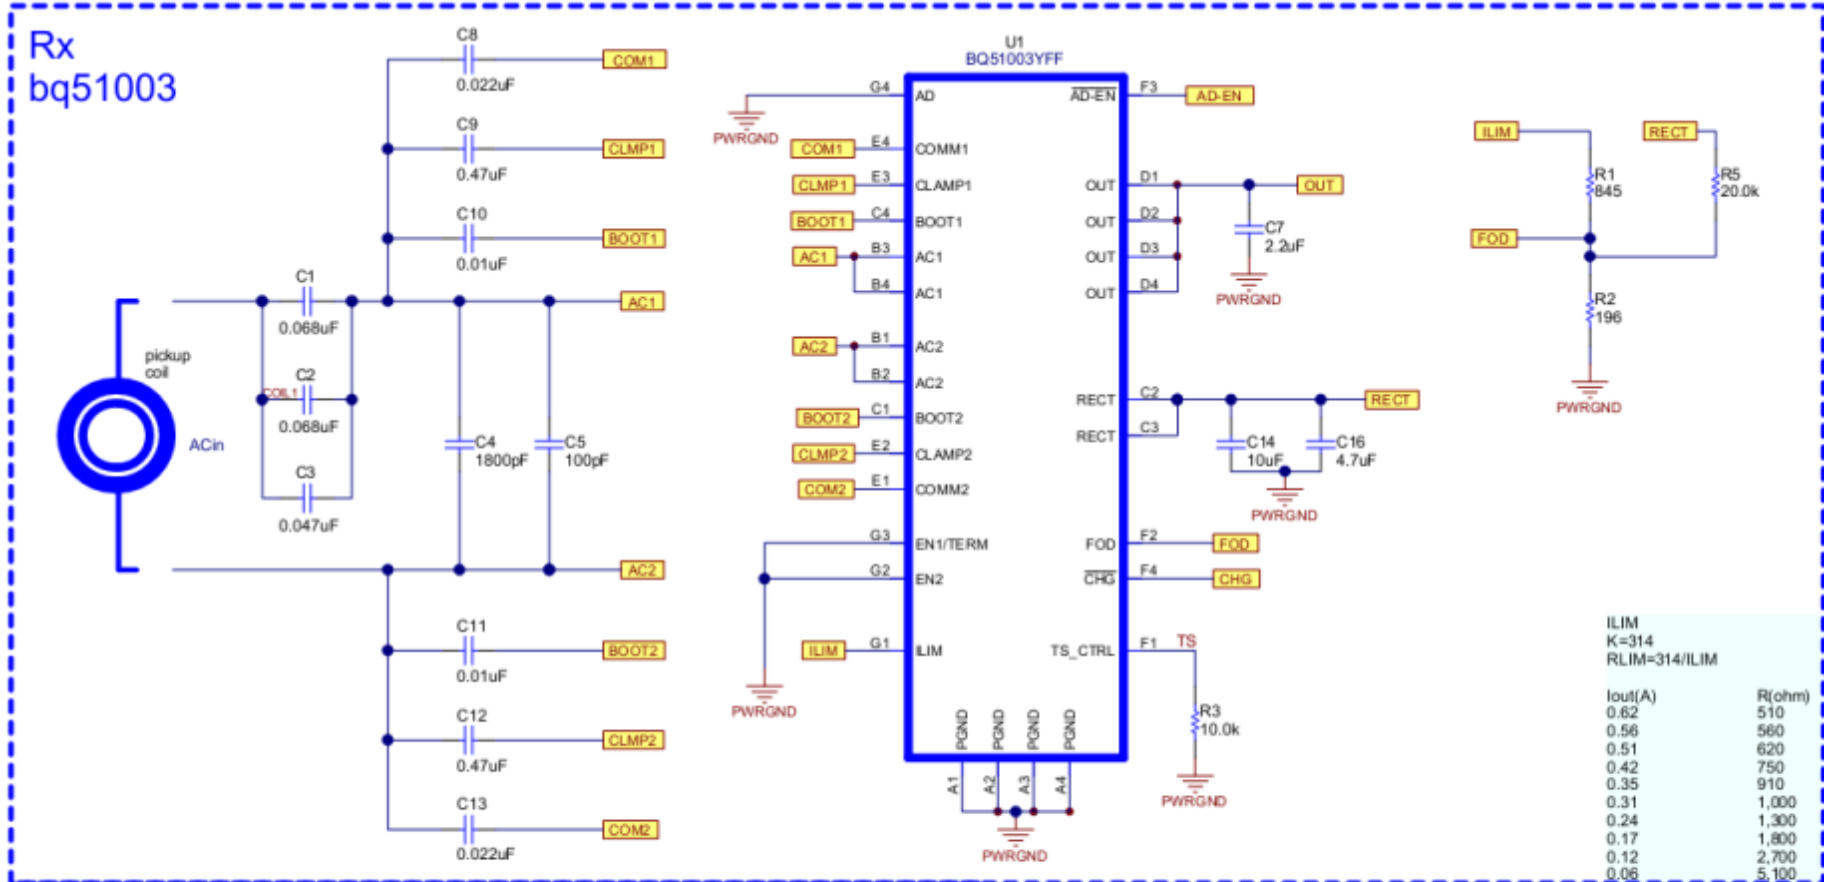 Rx
bq51003
C8
0.022uF
COM1
C9
0.47uF
CLMP1
C10
0.01uF
BOOT1
C1
0.068uF
AC1
pickup
coil
COIL1
C2
0.068uF
ACin
C3
0.047uF
C4
1800pF
C5
100pF
AC2
C11
0.01uF
BOOT2
C12
0.47uF
CLMP2
C13
0.022uF
COM2
U1
BQ51003YFF
PWRGND
G4 AD
COM1 E4 COMM1
CLMP1 E3 CLAMP1
BOOT1 C4 BOOT1
AC1 B3 AC1
B4 AC1
AC2 B1 AC2
B2 AC2
BOOT2 C1 BOOT2
CLMP2 E2 CLAMP2
COM2 E1 COMM2
G3 EN1/TERM
G2 EN2
ILIM G1 ILIM
PWRGND
AD-EN F3 AD-EN
OUT D1 OUT
OUT D2
OUT D3
OUT D4
C7
2.2uF
PWRGND
RECT C2 RECT
RECT C3
C14
10uF
C16
4.7uF
PWRGND
FOD F2 FOD
CHG F4 CHG
TS_CTRL F1 TS
R3
10.0k
PWRGND
PGND PGND PGND PGND
A1 A2 A3 A4
PWRGND
ILIM
RECT
R1
845
R5
20.0k
FOD
R2
196
PWRGND
ILIM
K=314
RLIM=314/ILIM
Iout(A) R(ohm)
0.62 510
0.56 560
0.51 620
0.42 750
0.35 910
0.31 1,000
0.24 1,300
0.17 1,800
0.12 2,700
0.06 5,100